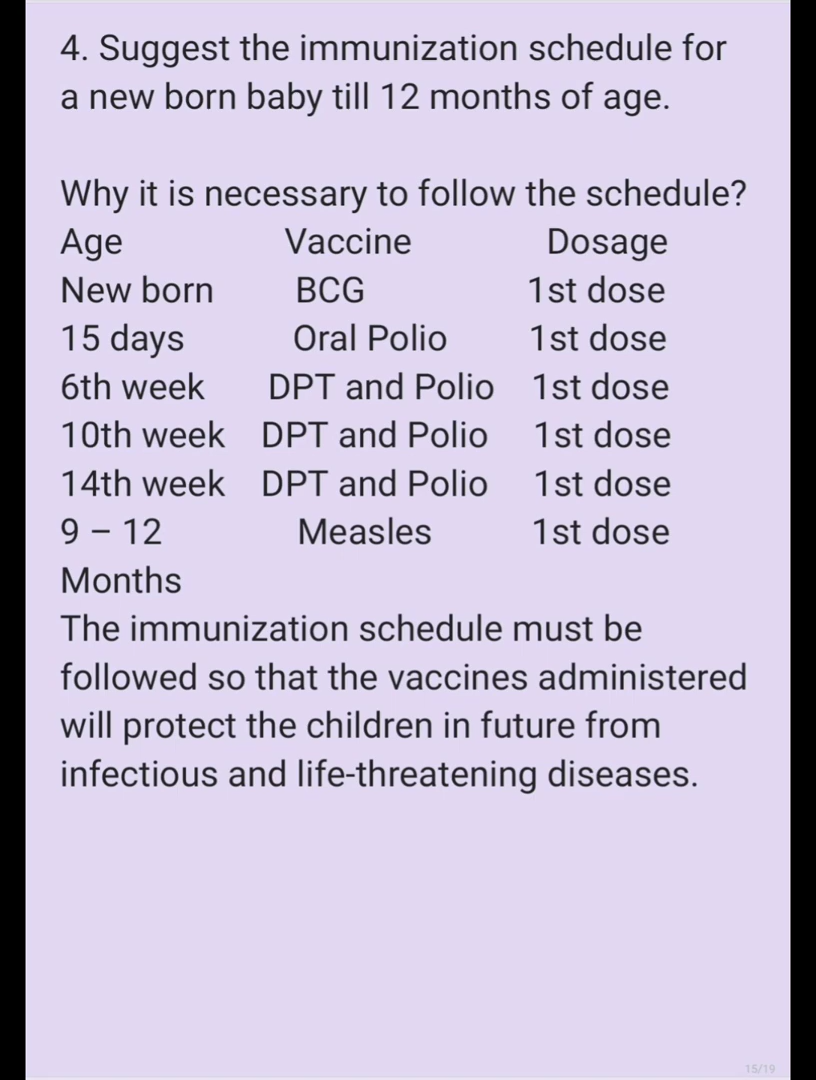 4. Suggest the immunization schedule for
a new born baby till 12 months of age.
Why it is necessary to follow the schedule?
Age Vaccine Dosage
New born BCG 1st dose
15 days Oral Polio 1st dose
6th week DPT and Polio 1st dose
10th week DPT and Polio 1st dose
14th week DPT and Polio 1st dose
9 – 12 Measles 1st dose
Months
The immunization schedule must be
followed so that the vaccines administered
will protect the children in future from
infectious and life-threatening diseases.
15/19